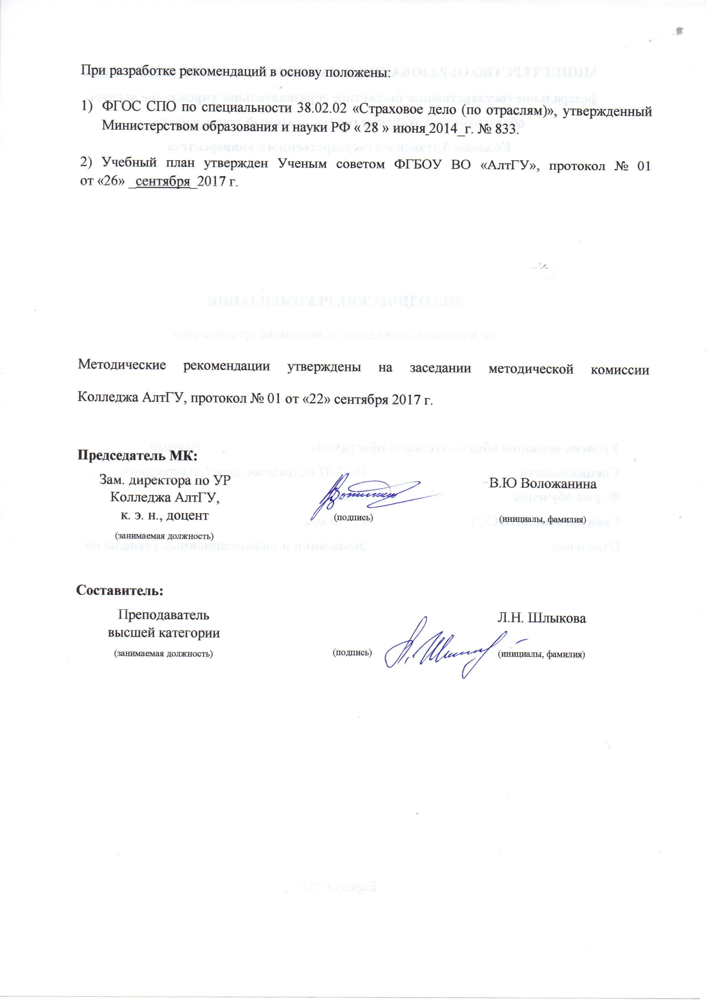 При разработке рекомендаций в основу положены:
1) ФГОС СПО по специальности 38.02.02 «Страховое дело (по отраслям)», утвержденный
Министерством образования и науки РФ « 28 » июня_2014_г. № 833.
2) Учебный план утвержден Ученым советом ФГБОУ ВО «АлтГУ», протокол № 01
от «26» _сентября_2017 г.
Методические рекомендации утверждены на заседании методической комиссии
Колледжа АлтГУ, протокол № 01 от «22» сентября 2017 г.
Председатель МК:
Зам. директора по УР
Колледжа АлтГУ,
к. э. н., доцент
(занимаемая должность)
(подпись)
В.Ю Воложанина
(инициалы, фамилия)
Составитель:
Преподаватель
высшей категории
(занимаемая должность)
(подпись)
Л.Н. Шлыкова
(инициалы, фамилия)